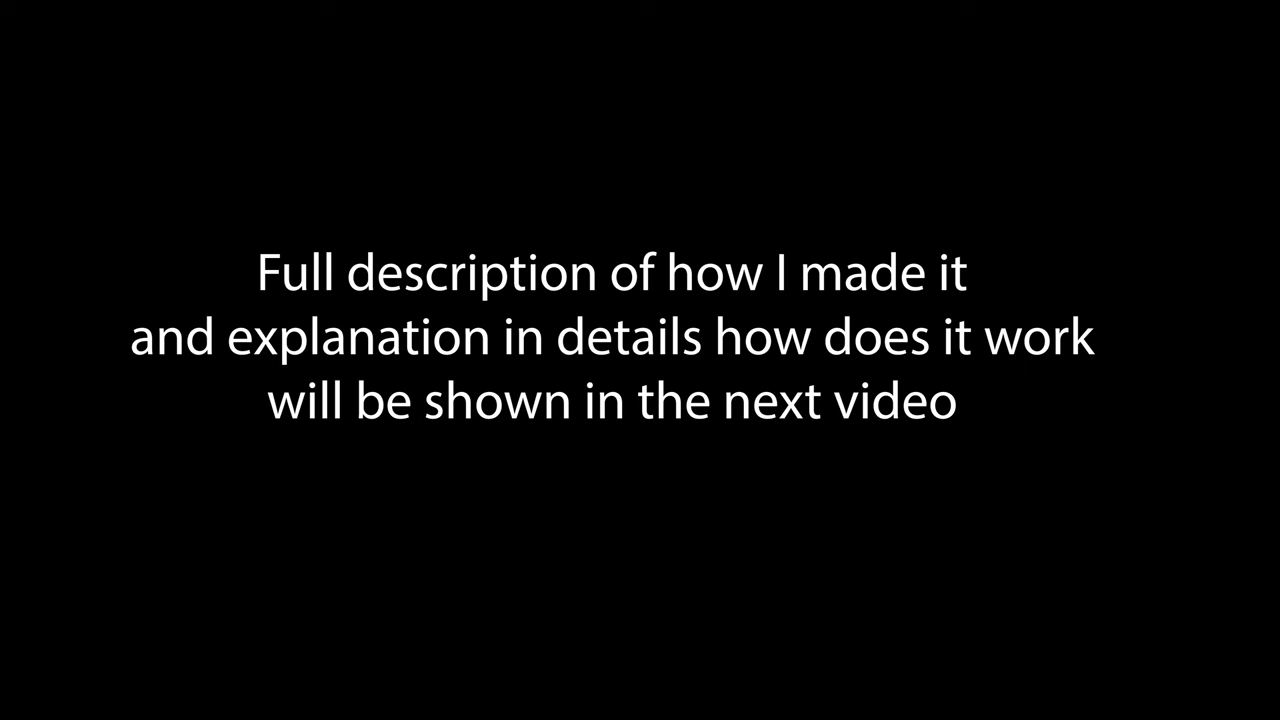 Full description of how I made it
and explanation in details how does it work
will be shown in the next video